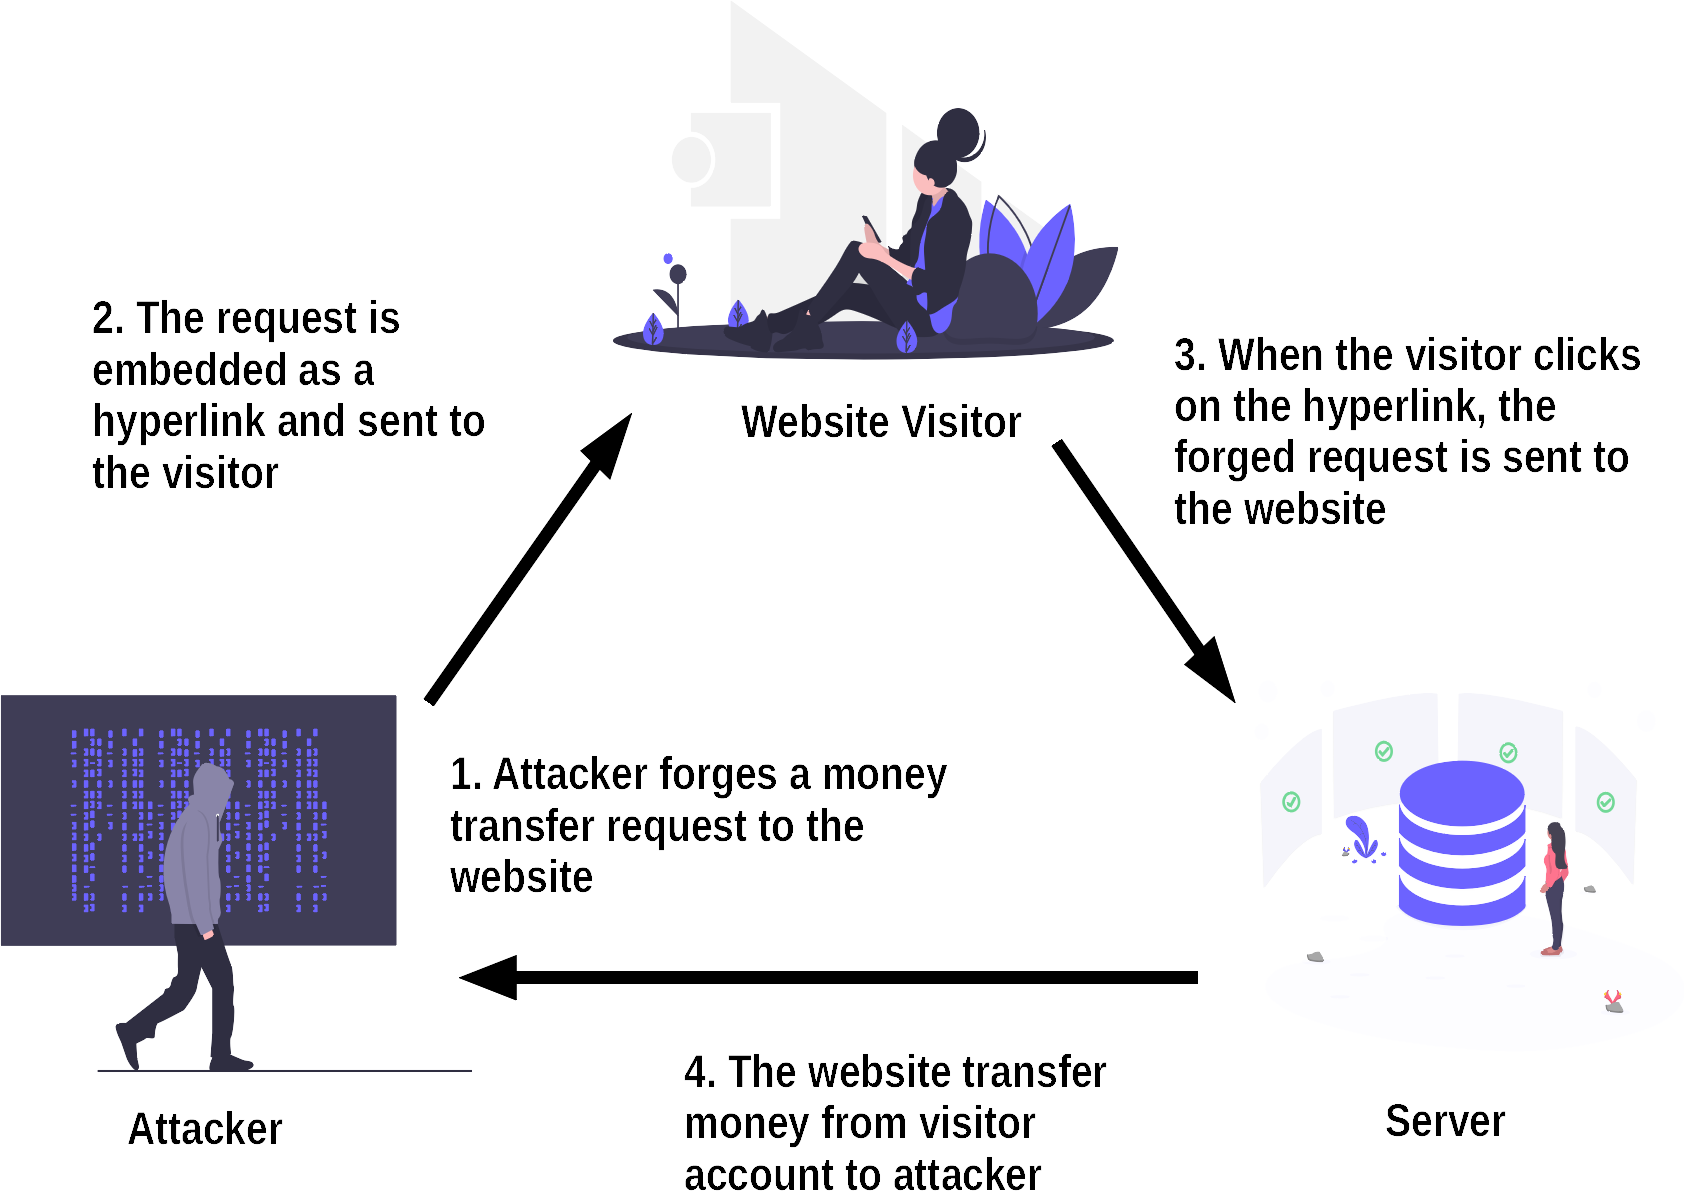 2. The request is
embedded as a
hyperlink and sent to
the visitor
Website Visitor
3. When the visitor clicks
on the hyperlink, the
forged request is sent to
the website
1. Attacker forges a money
transfer request to the
website
4. The website transfer
money from visitor
account to attacker
Attacker
Server